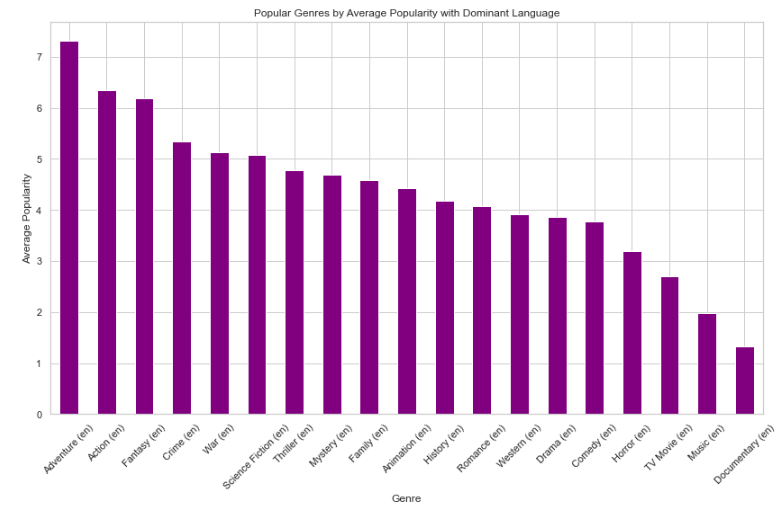 Popular Genres by Average Popularity with Dominant Language
Average Popularity
7
6
5
4
3
2
1
0
Adventure (en)
Action (en)
Fantasy (en)
Crime (en)
War (en)
Science Fiction (en)
Thriller (en)
Mystery (en)
Family (en)
Animation (en)
History (en)
Romance (en)
Western (en)
Drama (en)
Comedy (en)
Horror (en)
TV Movie (en)
Music (en)
Documentary (en)
Genre